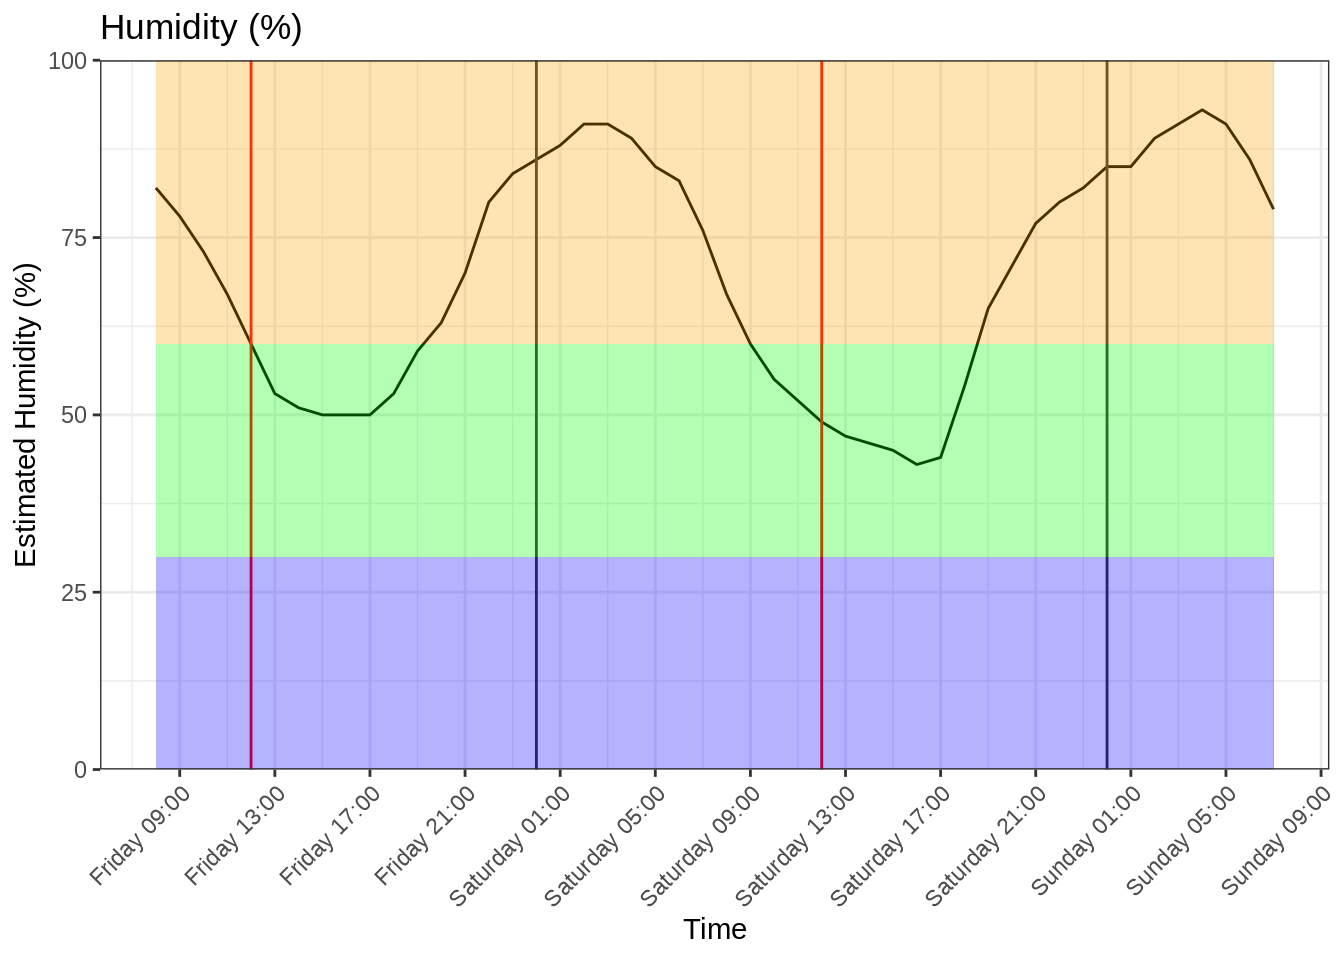 Humidity (%)
Estimated Humidity (%)
100
75
50
25
0
Friday 09:00
Friday 13:00
Friday 17:00
Friday 21:00
Saturday 01:00
Saturday 05:00
Saturday 09:00
Saturday 13:00
Saturday 17:00
Saturday 21:00
Sunday 01:00
Sunday 05:00
Sunday 09:00
Time